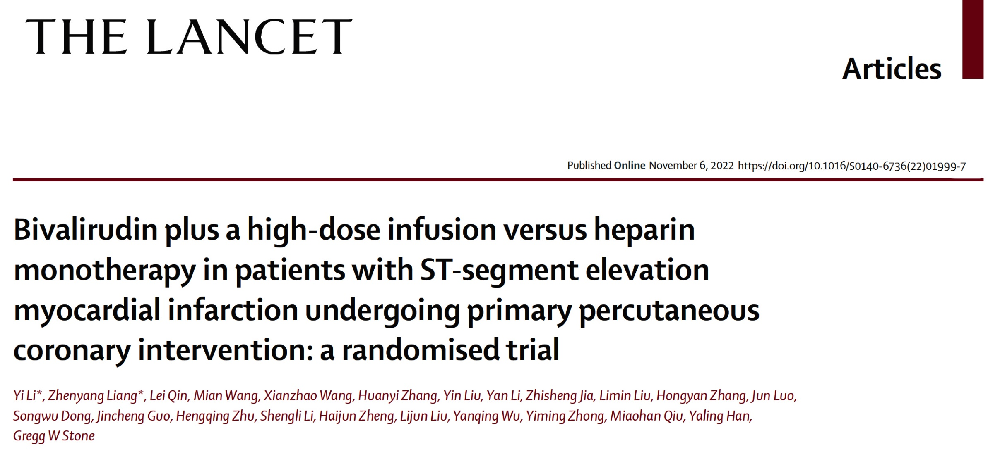 THE LANCET
Articles
Published Online November 6, 2022 https://doi.org/10.1016/S0140-6736(22)01999-7
Bivalirudin plus a high-dose infusion versus heparin
monotherapy in patients with ST-segment elevation
myocardial infarction undergoing primary percutaneous
coronary intervention: a randomised trial
Yi Li*, Zhenyang Liang*, Lei Qin, Mian Wang, Xianzhao Wang, Huanyi Zhang, Yin Liu, Yan Li, Zhisheng Jia, Limin Liu, Hongyan Zhang, Jun Luo,
Songwu Dong, Jincheng Guo, Hengqing Zhu, Shengli Li, Haijun Zheng, Lijun Liu, Yanqing Wu, Yiming Zhong, Miaohan Qiu, Yaling Han,
Gregg W Stone